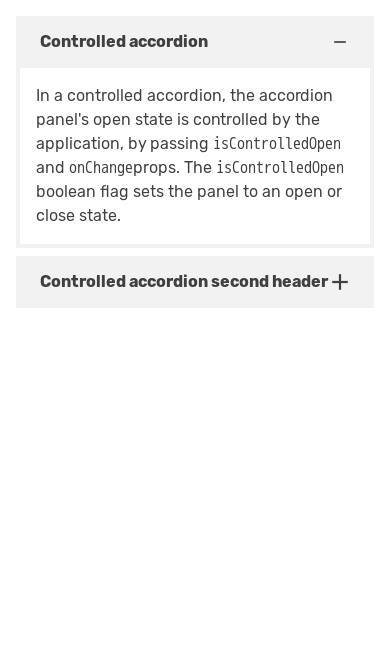 Controlled accordion
In a controlled accordion, the accordion
panel's open state is controlled by the
application, by passing isControlledOpen
and onChangeprops. The isControlledOpen
boolean flag sets the panel to an open or
close state.
Controlled accordion second header